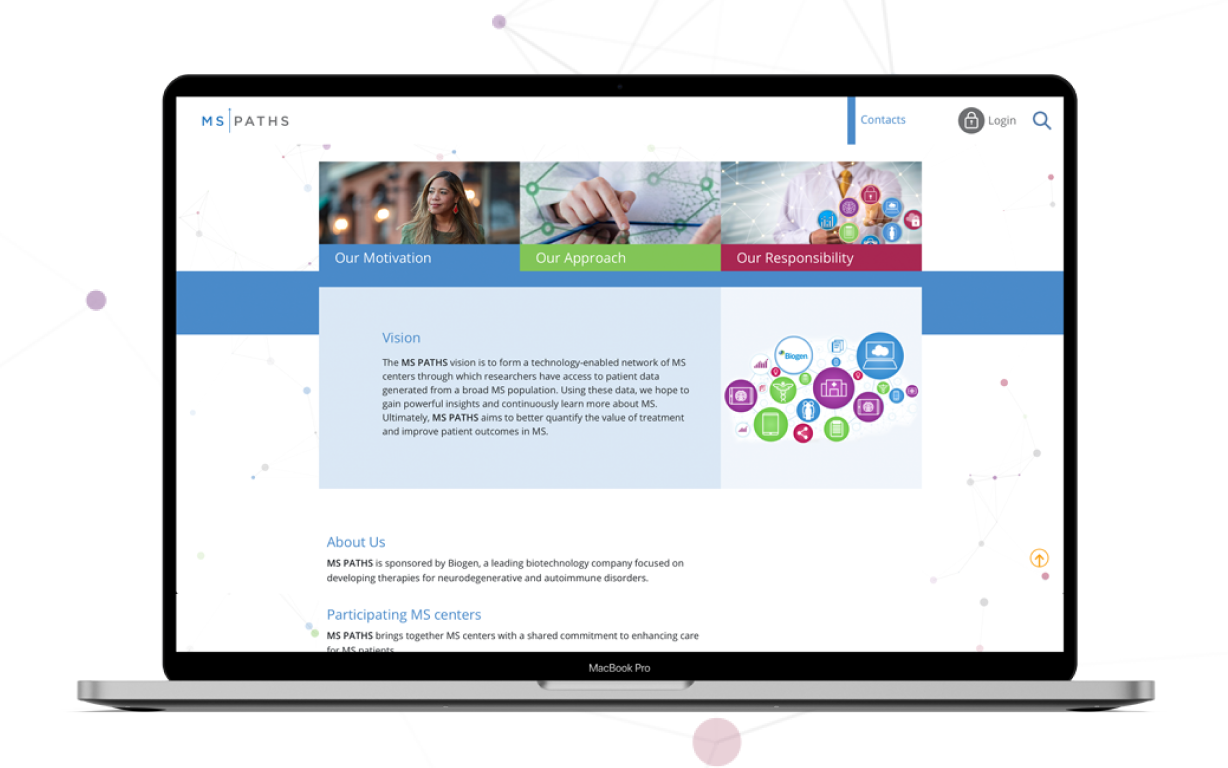 MS PATHS
Contacts
Login
Our Motivation
Our Approach
Our Responsibility
Vision
The MS PATHS vision is to form a technology-enabled network of MS
centers through which researchers have access to patient data
generated from a broad MS population. Using these data, we hope to
gain powerful insights and continuously learn more about MS.
Ultimately, MS PATHS aims to better quantify the value of treatment
and improve patient outcomes in MS.
Biogen
About Us
MS PATHS is sponsored by Biogen, a leading biotechnology company focused on
developing therapies for neurodegenerative and autoimmune disorders.
Participating MS centers
MS PATHS brings together MS centers with a shared commitment to enhancing care
for MS patients
MacBook Pro